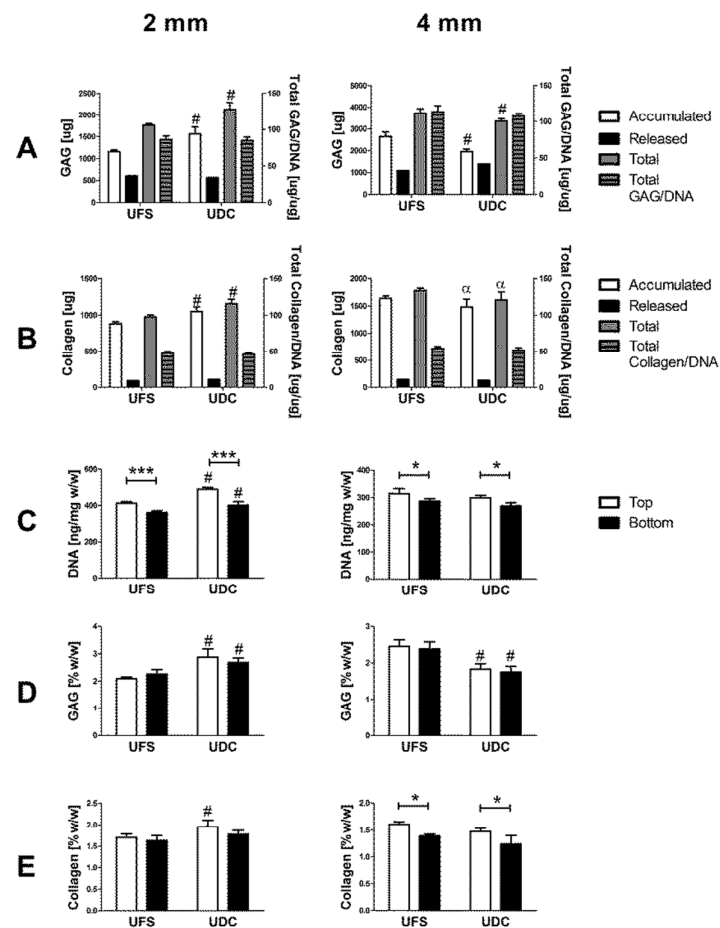 2 mm
4 mm
A
GAG [ug]
2500
2000
1500
1000
500
0
# #
150
100
50
0
Total GAG/DNA [ug/ug]
UFS UDC
GAG [ug]
5000
4000
3000
2000
1000
0
# #
150
100
50
0
Total GAG/DNA [ug/ug]
UFS UDC
Accumulated
Released
Total
Total
GAG/DNA
B
Collagen [ug]
1500
1000
500
0
# #
150
100
50
0
Total Collagen/DNA [ug/ug]
UFS UDC
Collagen [ug]
2000
1500
1000
500
0
α α
150
100
50
0
Total Collagen/DNA [ug/ug]
UFS UDC
Accumulated
Released
Total
Total
Collagen/DNA
C
DNA [ng/mg w/w]
600
400
200
0
*** ***
# #
UFS UDC
DNA [ng/mg w/w]
400
300
200
100
0
* *
UFS UDC
Top
Bottom
D
GAG [% w/w]
4
3
2
1
0
# #
UFS UDC
GAG [% w/w]
3
2
1
0
# #
UFS UDC
E
Collagen [% w/w]
2.5
2.0
1.5
1.0
0.5
0.0
#
UFS UDC
Collagen [% w/w]
2.0
1.5
1.0
0.5
0.0
* *
UFS UDC